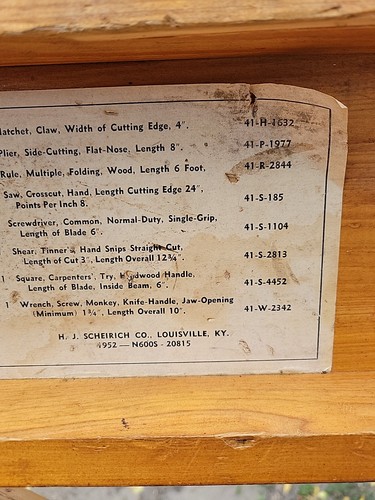 Hatchet, Claw, Width of Cutting Edge, 4". 41-H-1632
Plier, Side-Cutting, Flat-Nose, Length 8". 41-P-1977
Rule, Multiple, Folding, Wood, Length 6 Foot. 41-R-2844
Saw, Crosscut, Hand, Length Cutting Edge 24",
Points Per Inch 8. 41-S-185
Screwdriver, Common, Normal-Duty, Single-Grip,
Length of Blade 6". 41-S-1104
Shear, Tinner's, Hand Snips Straight Cut,
Length of Cut 3", Length Overall 12¾". 41-S-2813
1 Square, Carpenters', Try, Hardwood Handle,
Length of Blade, Inside Beam, 6". 41-S-4452
1 Wrench, Screw, Monkey, Knife-Handle, Jaw-Opening
(Minimum) 1¾", Length Overall 10". 41-W-2342
H. J. SCHEIRICH CO., LOUISVILLE, KY.
1952 — N600S - 20815